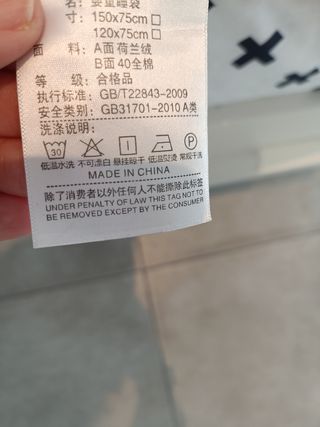 名：婴童睡袋
寸：150x75cm □
120x75cm □
面 料：A面荷兰绒
B面40全棉
等 级：合格品
执行标准：GB/T22843-2009
安全类别：GB31701-2010 A类
洗涤说明：
30 P
低温水洗 不可漂白 悬挂晾干 低温熨烫 常规干洗
MADE IN CHINA
除了消费者以外任何人不能撕除此标签
UNDER PENALTY OF LAW THIS TAG NOT TO
BE REMOVED EXCEPT BY THE CONSUMER